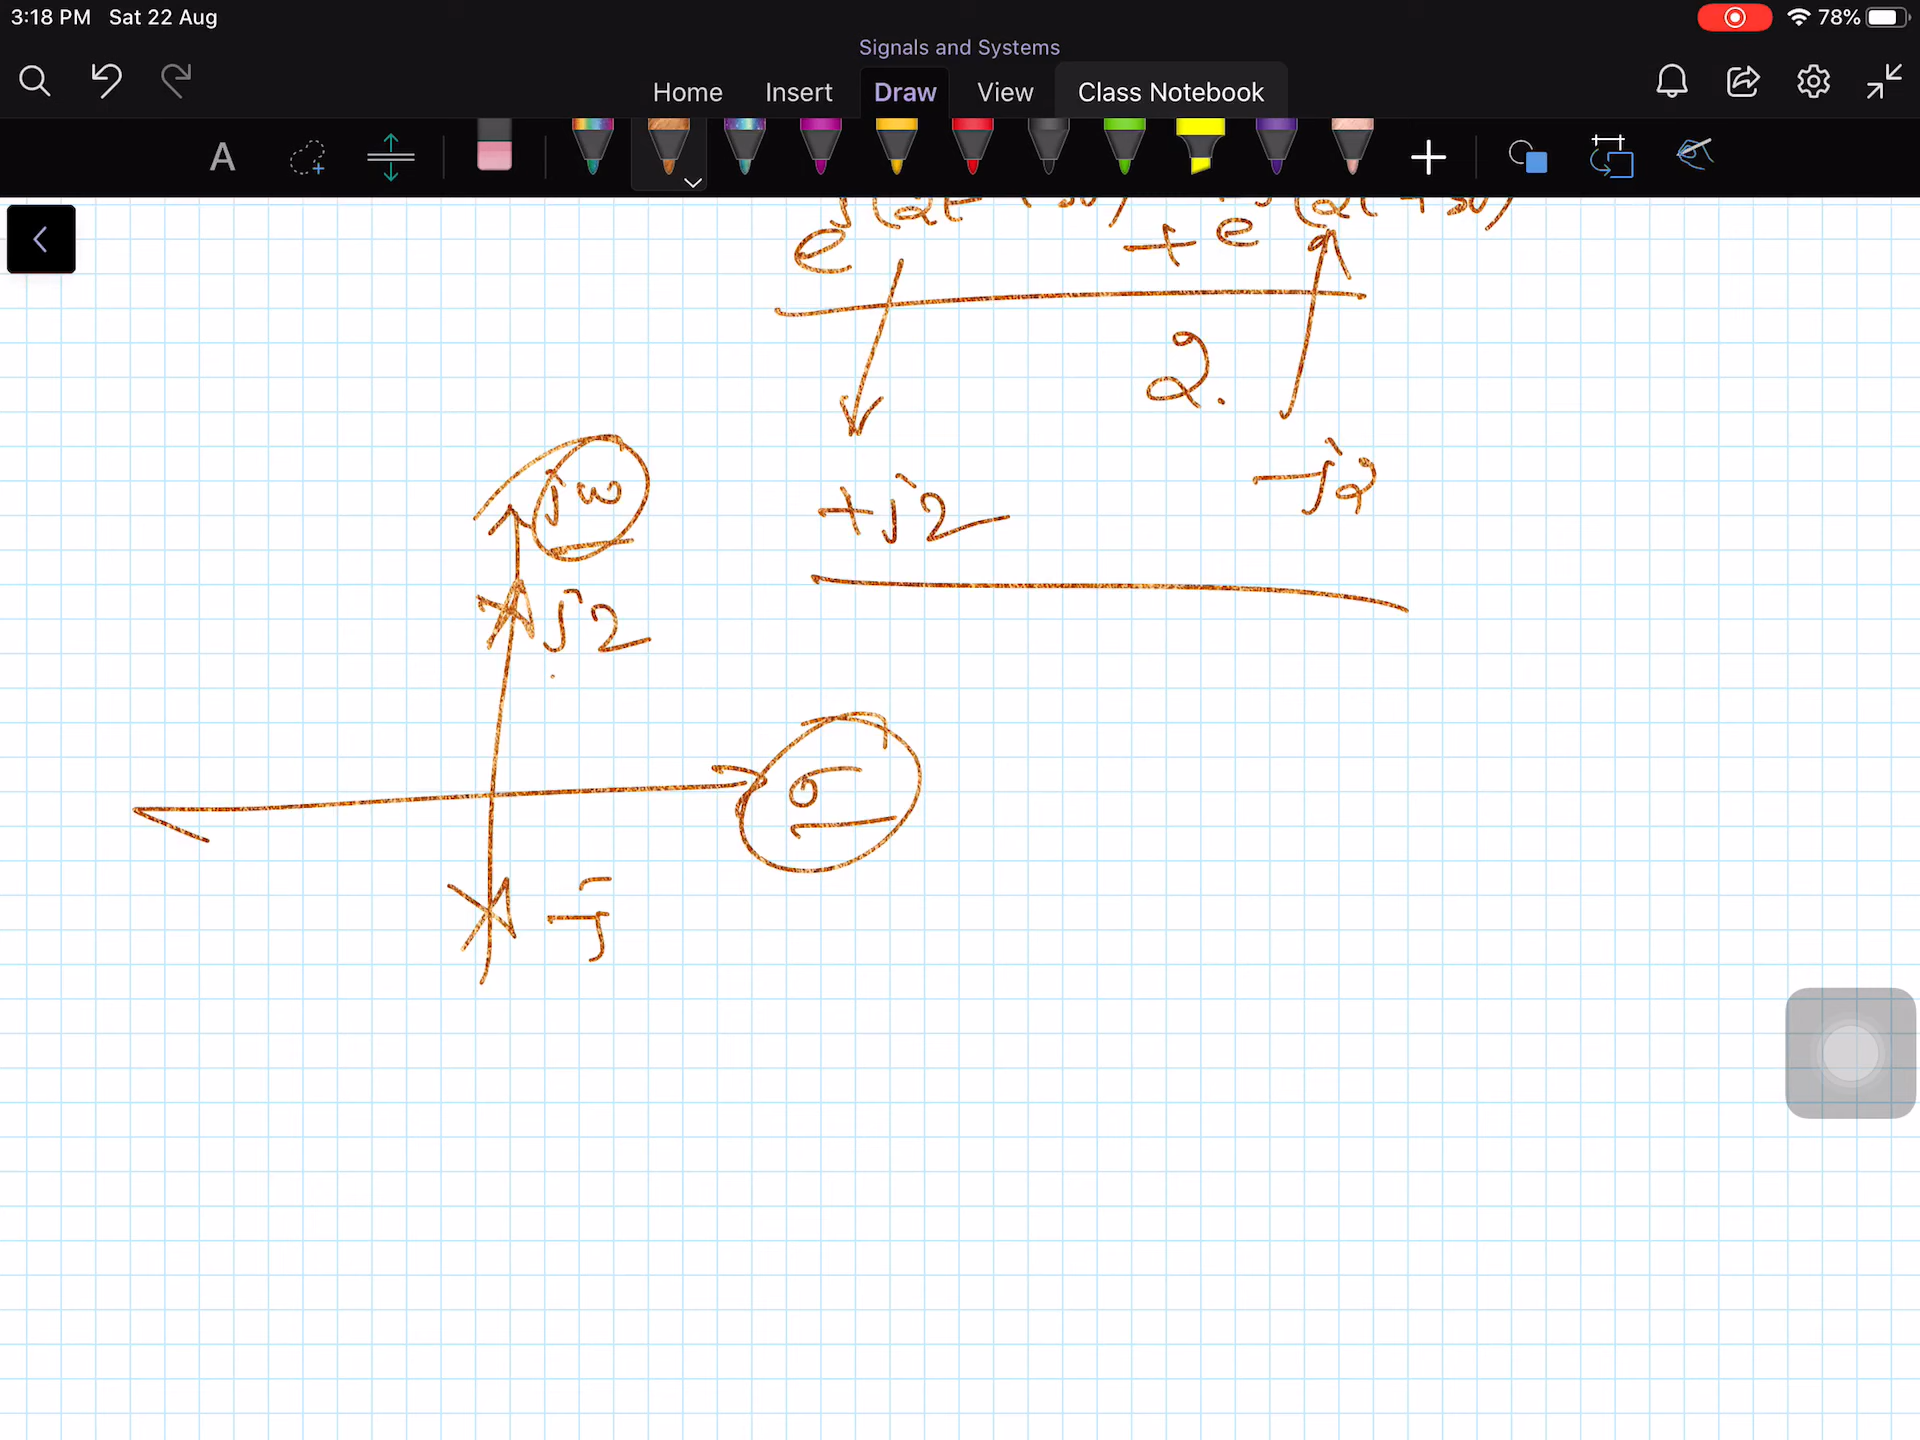 3:18 PM Sat 22 Aug
78%
Signals and Systems
Home Insert Draw View Class Notebook
A
e + e
2.
jω
+j2
-j2
j2
σ
-j